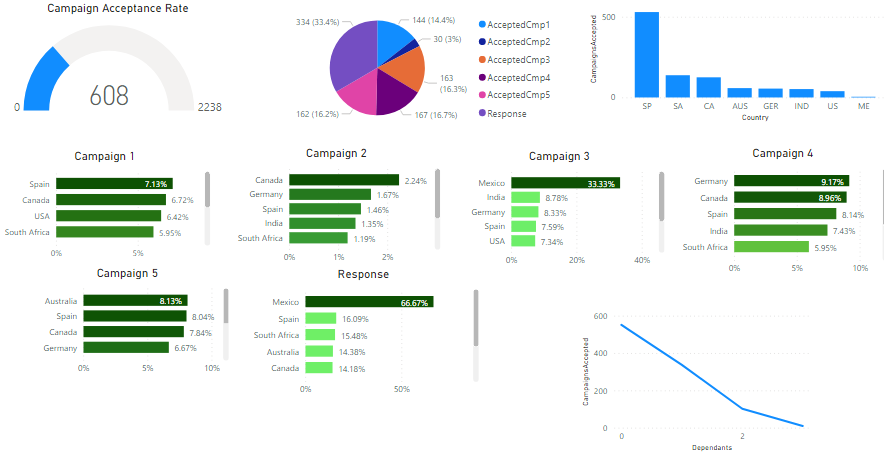 Campaign Acceptance Rate
608
0
2238
334 (33.4%)
144 (14.4%)
30 (3%)
163
(16.3%)
167 (16.7%)
162 (16.2%)
AcceptedCmp1
AcceptedCmp2
AcceptedCmp3
AcceptedCmp4
AcceptedCmp5
Response
CampaignsAccepted
500
0
SP SA CA AUS GER IND US ME
Country
Campaign 1
Spain 7.13%
Canada 6.72%
USA 6.42%
South Africa 5.95%
0% 5%
Campaign 2
Canada 2.24%
Germany 1.67%
Spain 1.46%
India 1.35%
South Africa 1.19%
0% 1% 2%
Campaign 3
Mexico 33.33%
India 8.78%
Germany 8.33%
Spain 7.59%
USA 7.34%
0% 20% 40%
Campaign 4
Germany 9.17%
Canada 8.96%
Spain 8.14%
India 7.43%
South Africa 5.95%
0% 5% 10%
Campaign 5
Australia 8.13%
Spain 8.04%
Canada 7.84%
Germany 6.67%
0% 5% 10%
Response
Mexico 66.67%
Spain 16.09%
South Africa 15.48%
Australia 14.38%
Canada 14.18%
0% 50%
CampaignsAccepted
600
400
200
0
0 2
Dependants